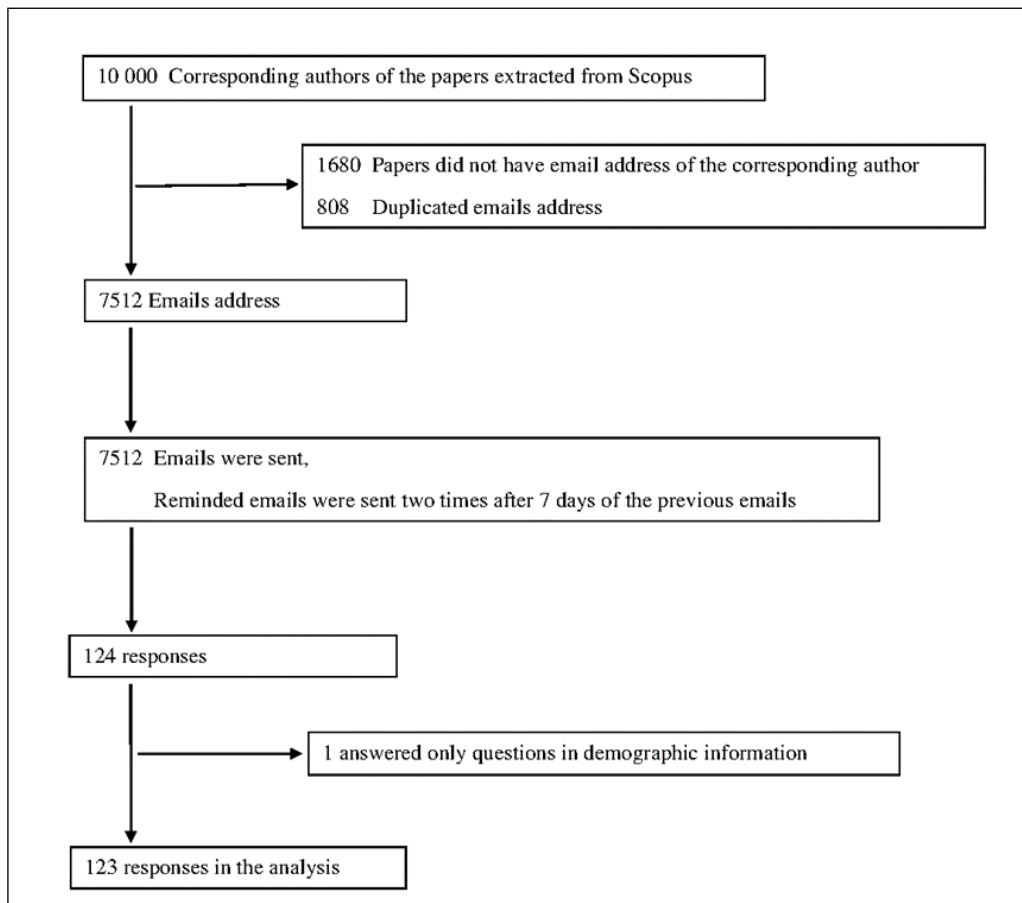 10 000 Corresponding authors of the papers extracted from Scopus
1680 Papers did not have email address of the corresponding author
808 Duplicated emails address
7512 Emails address
7512 Emails were sent,
Reminded emails were sent two times after 7 days of the previous emails
124 responses
1 answered only questions in demographic information
123 responses in the analysis